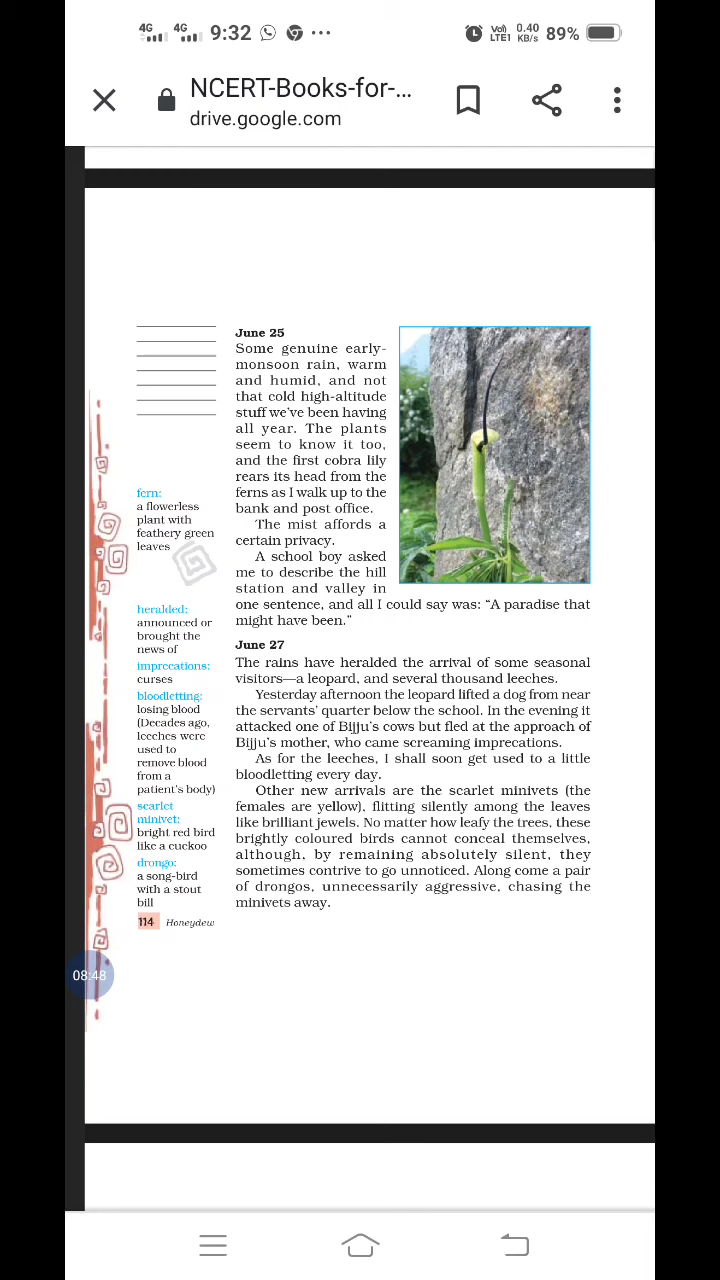 4G 4G 9:32
Vo) 0.40
LTE1 KB/s 89%
NCERT-Books-for-...
drive.google.com
June 25
Some genuine early-
monsoon rain, warm
and humid, and not
that cold high-altitude
stuff we've been having
all year. The plants
seem to know it too,
and the first cobra lily
rears its head from the
ferns as I walk up to the
bank and post office.
The mist affords a
certain privacy.
A school boy asked
me to describe the hill
station and valley in
one sentence, and all I could say was: “A paradise that
might have been.”
June 27
The rains have heralded the arrival of some seasonal
visitors—a leopard, and several thousand leeches.
Yesterday afternoon the leopard lifted a dog from near
the servants' quarter below the school. In the evening it
attacked one of Bijju's cows but fled at the approach of
Bijju's mother, who came screaming imprecations.
As for the leeches, I shall soon get used to a little
bloodletting every day.
Other new arrivals are the scarlet minivets (the
females are yellow), flitting silently among the leaves
like brilliant jewels. No matter how leafy the trees, these
brightly coloured birds cannot conceal themselves,
although, by remaining absolutely silent, they
sometimes contrive to go unnoticed. Along come a pair
of drongos, unnecessarily aggressive, chasing the
minivets away.
fern:
a flowerless
plant with
feathery green
leaves
heralded:
announced or
brought the
news of
imprecations:
curses
bloodletting:
losing blood
(Decades ago,
leeches were
used to
remove blood
from a
patient's body)
scarlet
minivet:
bright red bird
like a cuckoo
drongo:
a song-bird
with a stout
bill
114 Honeydew
08:48